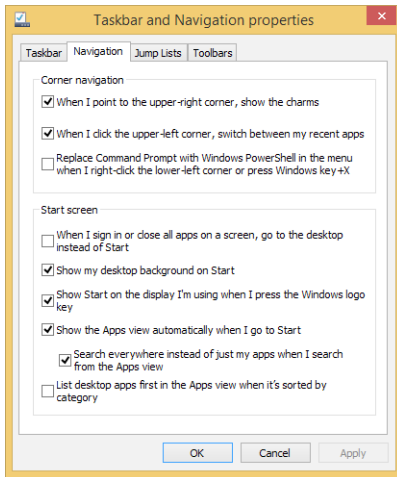 Taskbar and Navigation properties
Taskbar Navigation Jump Lists Toolbars
Corner navigation
When I point to the upper-right corner, show the charms
When I click the upper-left corner, switch between my recent apps
Replace Command Prompt with Windows PowerShell in the menu
when I right-click the lower-left corner or press Windows key+X
Start screen
When I sign in or close all apps on a screen, go to the desktop
instead of Start
Show my desktop background on Start
Show Start on the display I'm using when I press the Windows logo
key
Show the Apps view automatically when I go to Start
Search everywhere instead of just my apps when I search
from the Apps view
List desktop apps first in the Apps view when it's sorted by
category
OK Cancel Apply